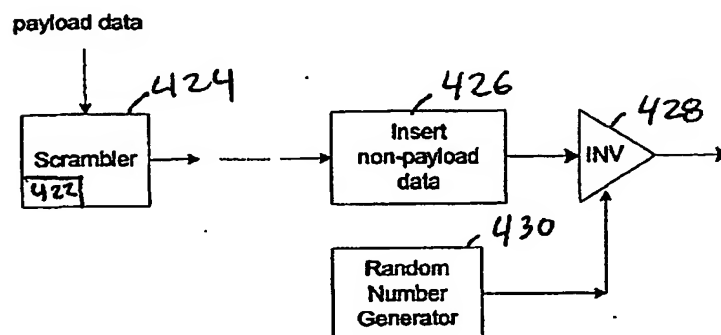 payload data
424
426
428
Scrambler
422
Insert
non-payload
data
INV
430
Random
Number
Generator